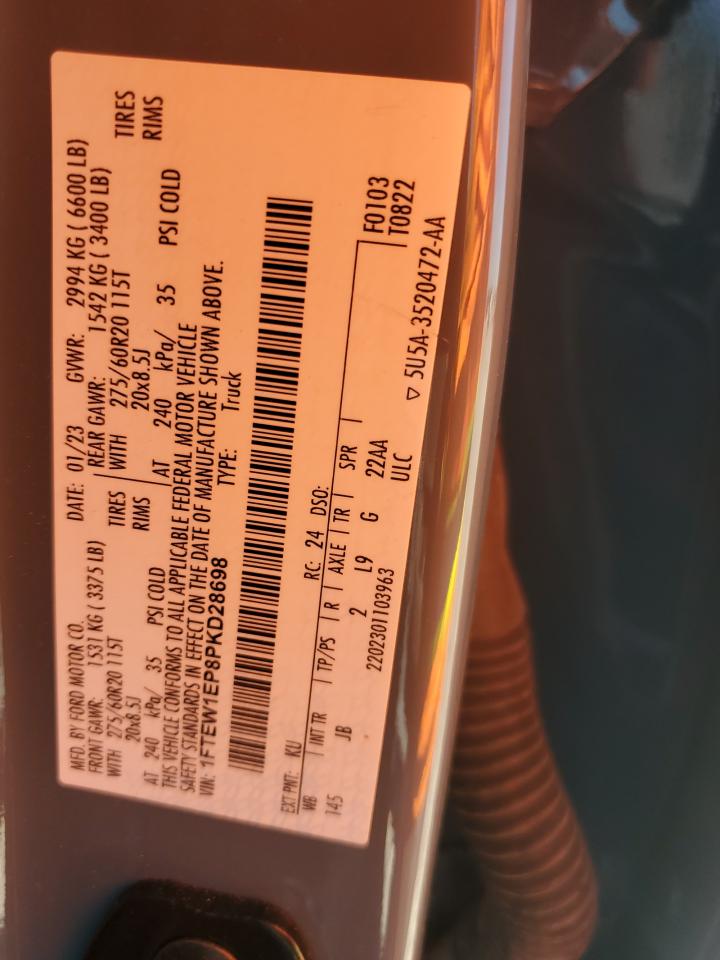 MFD. BY FORD MOTOR CO.
DATE: 01/23 GVWR: 2994 KG ( 6600 LB)
FRONT GAWR: 1531 KG ( 3375 LB)
REAR GAWR: 1542 KG ( 3400 LB)
WITH 275/60R20 115T TIRES
WITH 275/60R20 115T TIRES
20x8.5J RIMS
20x8.5J RIMS
AT 240 kPa/ 35 PSI COLD
AT 240 kPa/ 35 PSI COLD
THIS VEHICLE CONFORMS TO ALL APPLICABLE FEDERAL MOTOR VEHICLE
SAFETY STANDARDS IN EFFECT ON THE DATE OF MANUFACTURE SHOWN ABOVE.
VIN: 1FTEW1EP8PKD28698 TYPE: Truck
EXT PNT: KU RC: 24 DSO: F0103
WB INT TR TP/PS R AXLE TR SPR T0822
145 JB 2 L9 G 22AA
ULC
2202301103963 ▽ 5U5A-3520472-AA